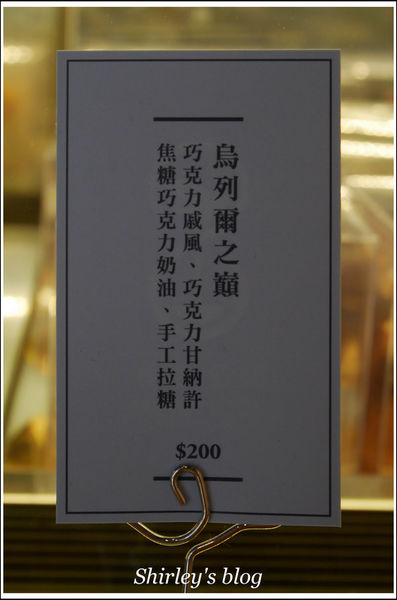 烏列爾之巔
巧克力戚風、巧克力甘納許
焦糖巧克力奶油、手工拉糖
$200
Shirley's blog